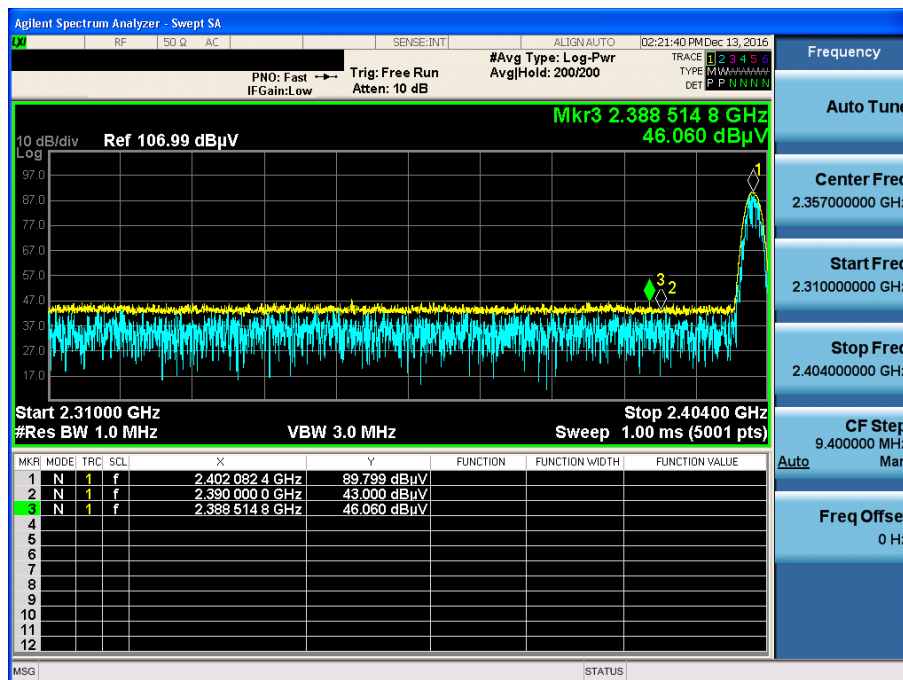 Agilent Spectrum Analyzer - Swept SA
LXI RF 50 Ω AC SENSE:INT ALIGN AUTO 02:21:40 PM Dec 13, 2016
PNO: Fast Trig: Free Run #Avg Type: Log-Pwr TRACE 1 2 3 4 5 6
IFGain:Low Atten: 10 dB Avg|Hold: 200/200 TYPE MWWWWW
DET P P N N N N
Mkr3 2.388 514 8 GHz
46.060 dBµV
10 dB/div Ref 106.99 dBµV
Log
97.0
87.0
77.0
67.0
57.0
47.0
37.0
27.0
17.0
1
3
2
Start 2.31000 GHz Stop 2.40400 GHz
#Res BW 1.0 MHz VBW 3.0 MHz Sweep 1.00 ms (5001 pts)
MKR MODE TRC SCL X Y FUNCTION FUNCTION WIDTH FUNCTION VALUE
1 N 1 f 2.402 082 4 GHz 89.799 dBµV
2 N 1 f 2.390 000 0 GHz 43.000 dBµV
3 N 1 f 2.388 514 8 GHz 46.060 dBµV
4
5
6
7
8
9
10
11
12
MSG STATUS
Frequency
Auto Tune
Center Freq
2.357000000 GHz
Start Freq
2.310000000 GHz
Stop Freq
2.404000000 GHz
CF Step
9.400000 MHz
Auto Man
Freq Offset
0 Hz